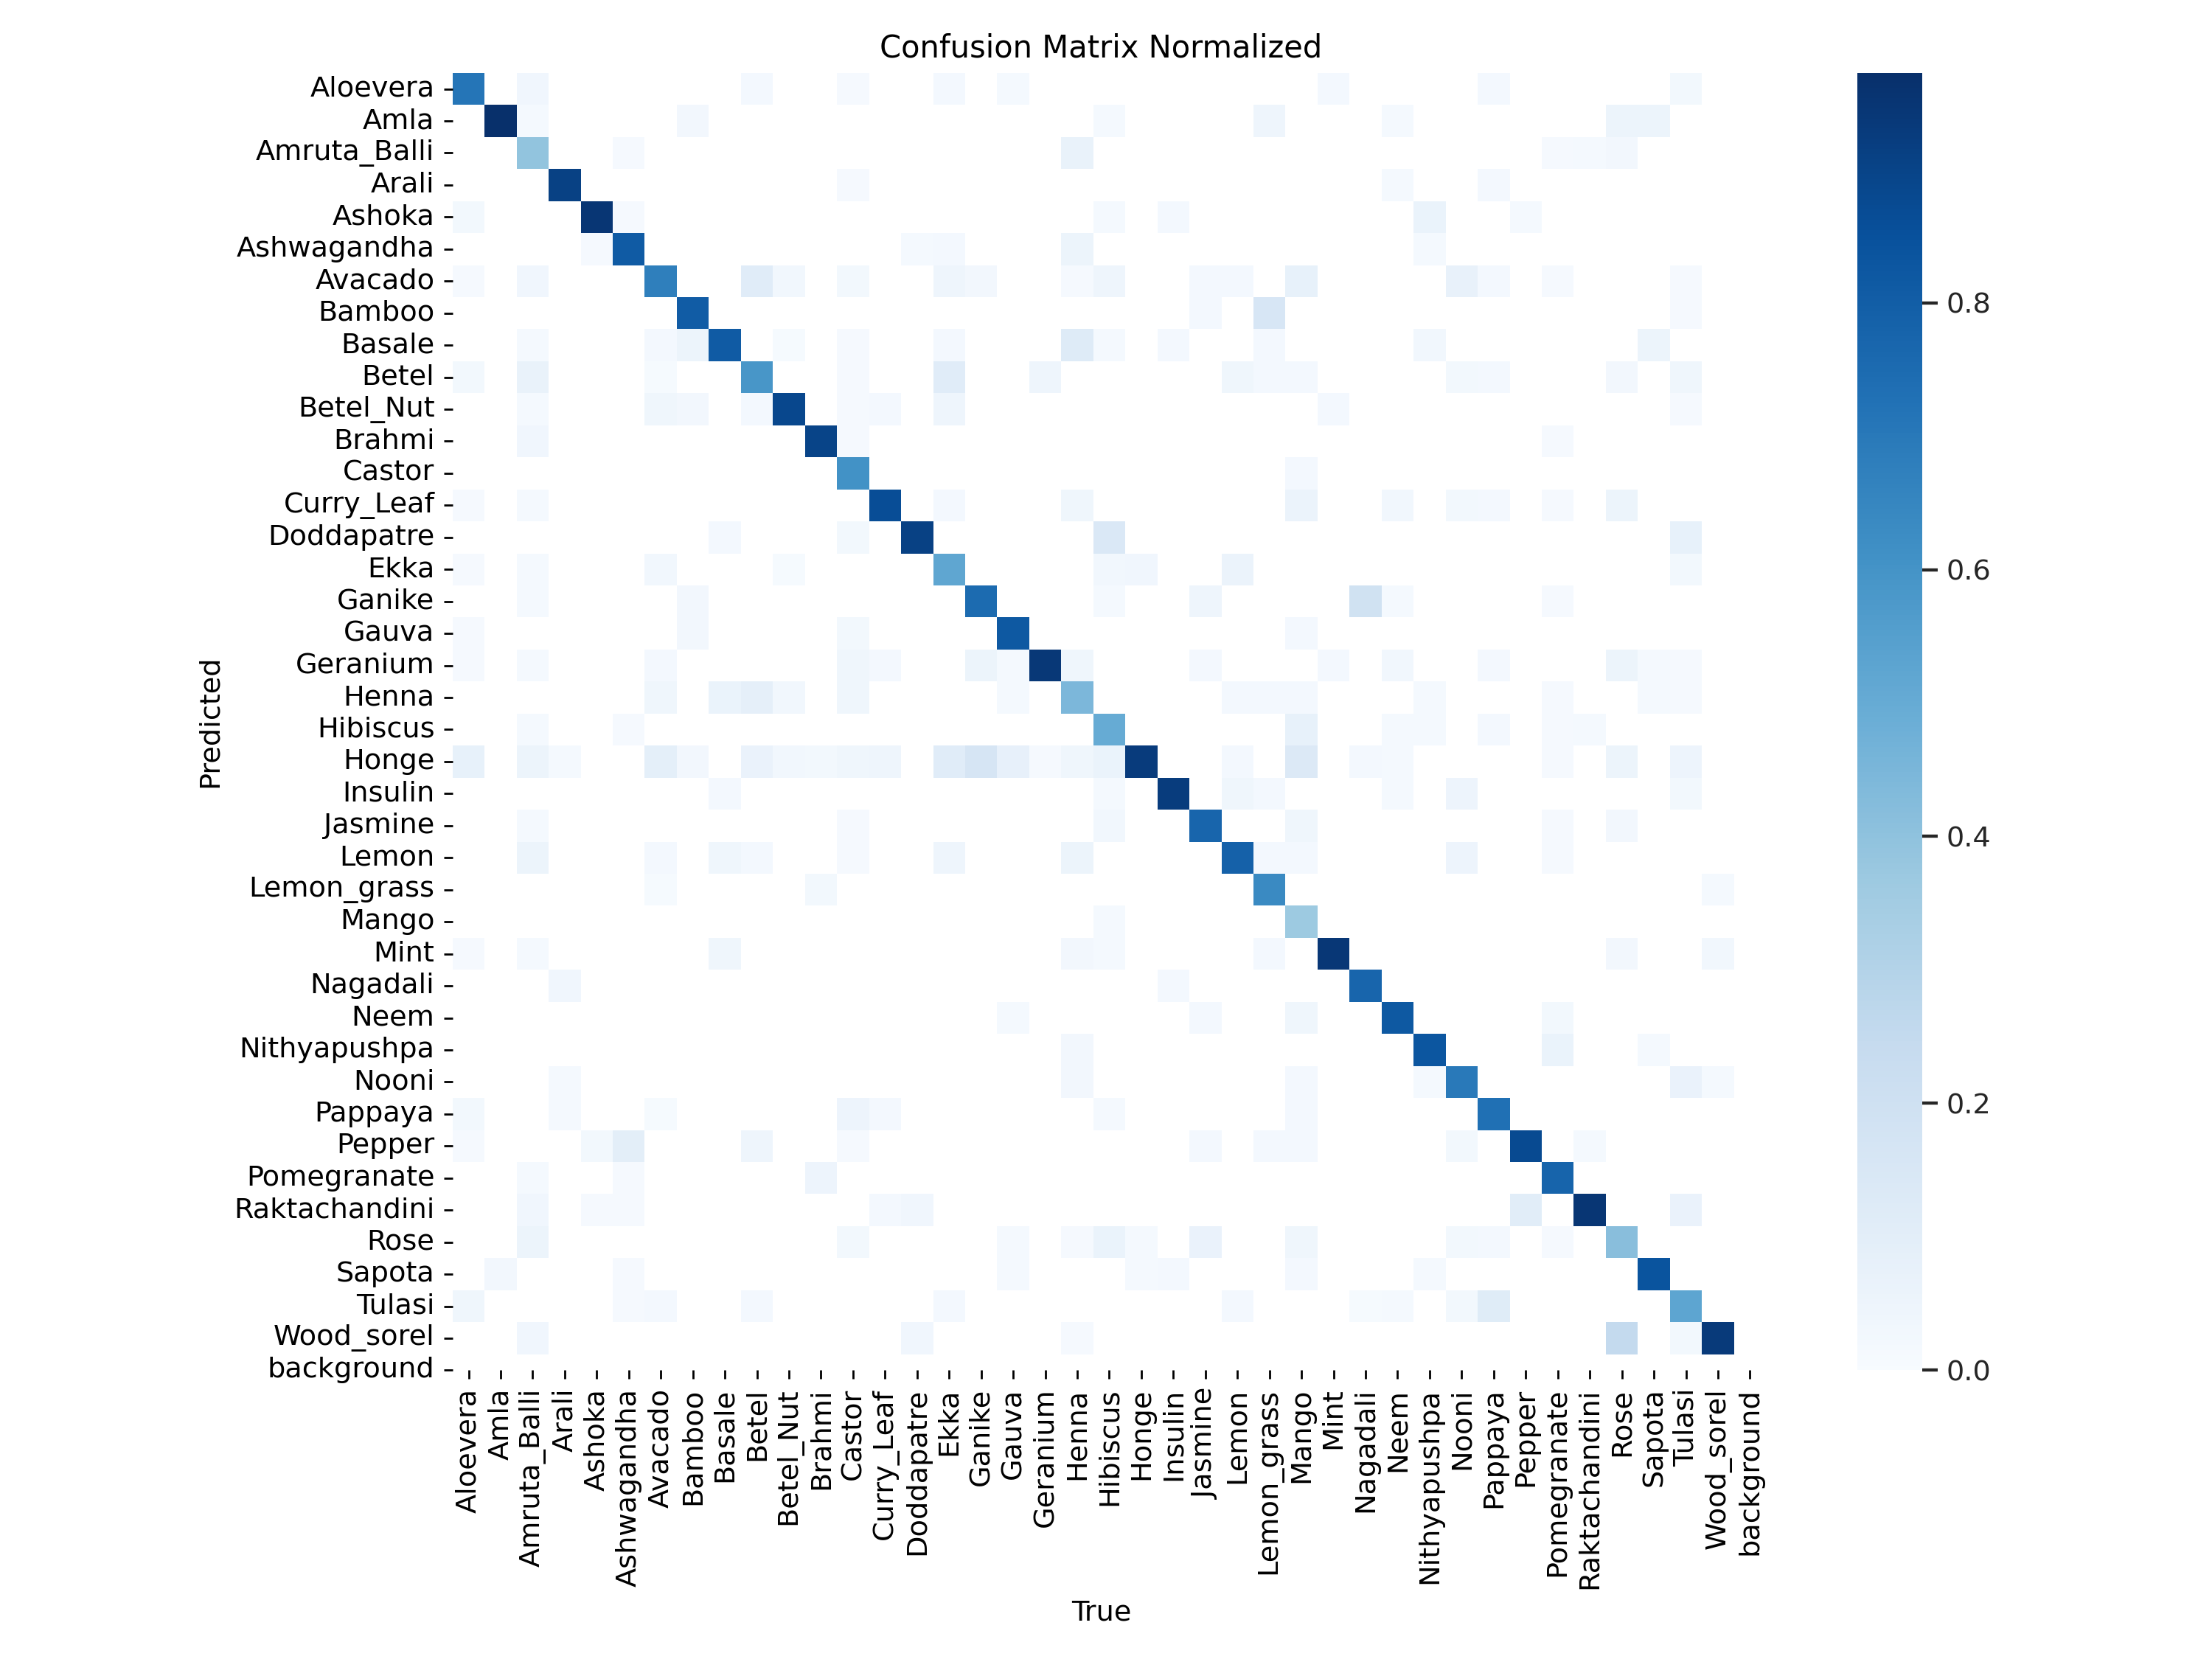 Confusion Matrix Normalized
Predicted
Aloevera
Amla
Amruta_Balli
Arali
Ashoka
Ashwagandha
Avacado
Bamboo
Basale
Betel
Betel_Nut
Brahmi
Castor
Curry_Leaf
Doddapatre
Ekka
Ganike
Gauva
Geranium
Henna
Hibiscus
Honge
Insulin
Jasmine
Lemon
Lemon_grass
Mango
Mint
Nagadali
Neem
Nithyapushpa
Nooni
Pappaya
Pepper
Pomegranate
Raktachandini
Rose
Sapota
Tulasi
Wood_sorel
background
Aloevera
Amla
Amruta_Balli
Arali
Ashoka
Ashwagandha
Avacado
Bamboo
Basale
Betel
Betel_Nut
Brahmi
Castor
Curry_Leaf
Doddapatre
Ekka
Ganike
Gauva
Geranium
Henna
Hibiscus
Honge
Insulin
Jasmine
Lemon
Lemon_grass
Mango
Mint
Nagadali
Neem
Nithyapushpa
Nooni
Pappaya
Pepper
Pomegranate
Raktachandini
Rose
Sapota
Tulasi
Wood_sorel
background
True
0.8
0.6
0.4
0.2
0.0